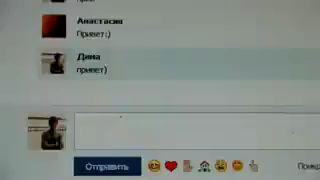 Анастасия
Привет:)
Дима
привет)
Отправить